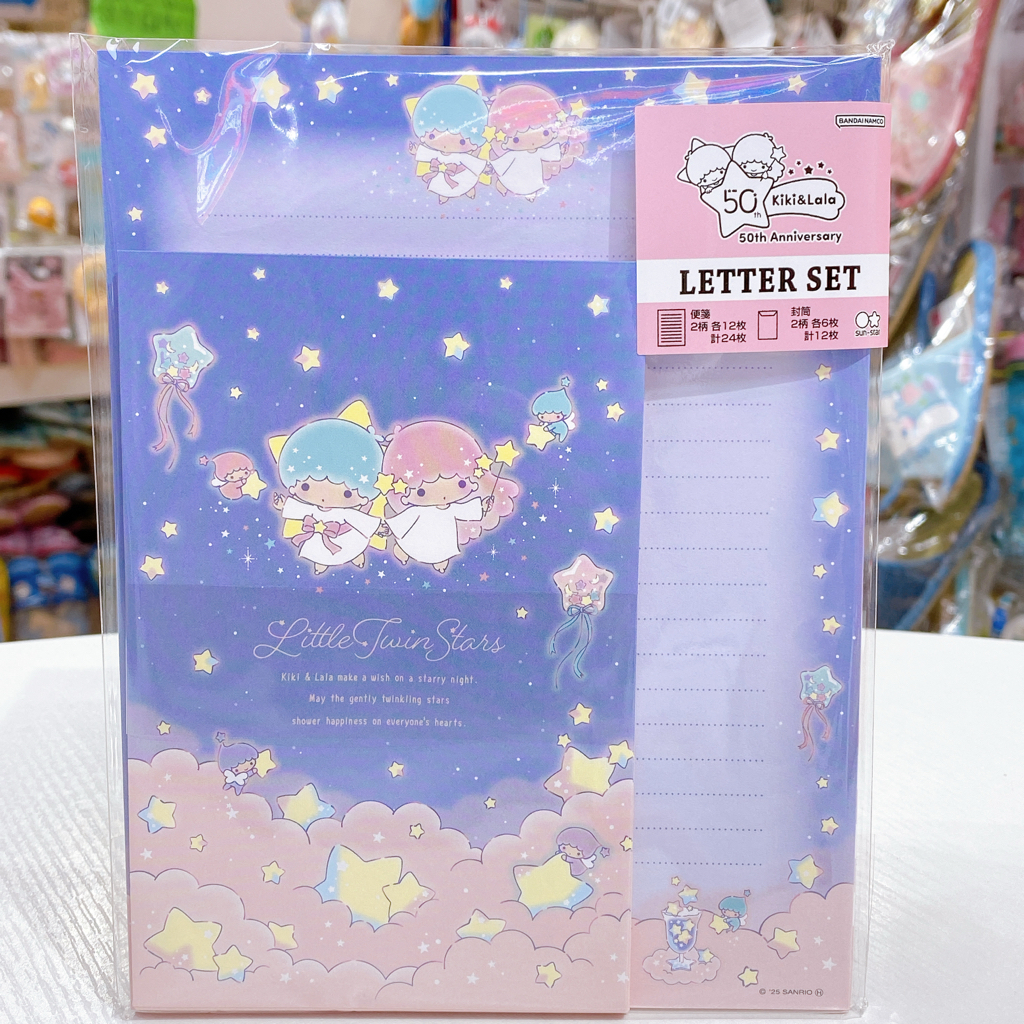 BANDAI NAMCO
50th
Kiki&Lala
50th Anniversary
LETTER SET
便箋
2柄 各12枚
計24枚
封筒
2柄 各6枚
計12枚
sun-star
Little Twin Stars
Kiki & Lala make a wish on a starry night.
May the gently twinkling stars
shower happiness on everyone's hearts.
© '25 SANRIO Ⓗ